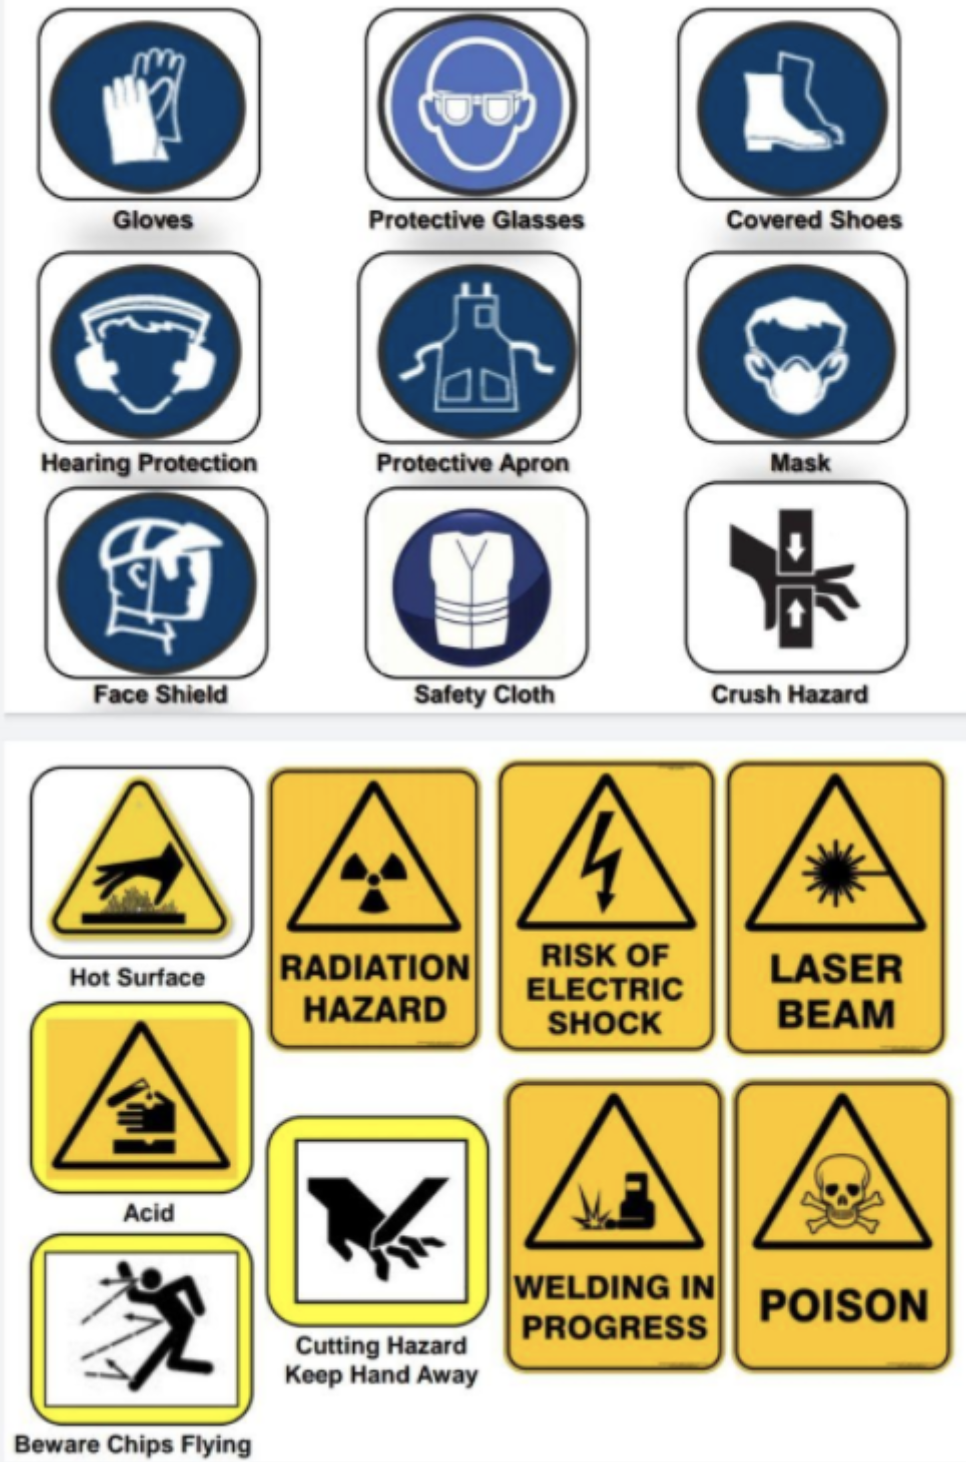 Gloves
Protective Glasses
Covered Shoes
Hearing Protection
Protective Apron
Mask
Face Shield
Safety Cloth
Crush Hazard
Hot Surface
RADIATION
HAZARD
RISK OF
ELECTRIC
SHOCK
LASER
BEAM
Acid
Cutting Hazard
Keep Hand Away
WELDING IN
PROGRESS
POISON
Beware Chips Flying